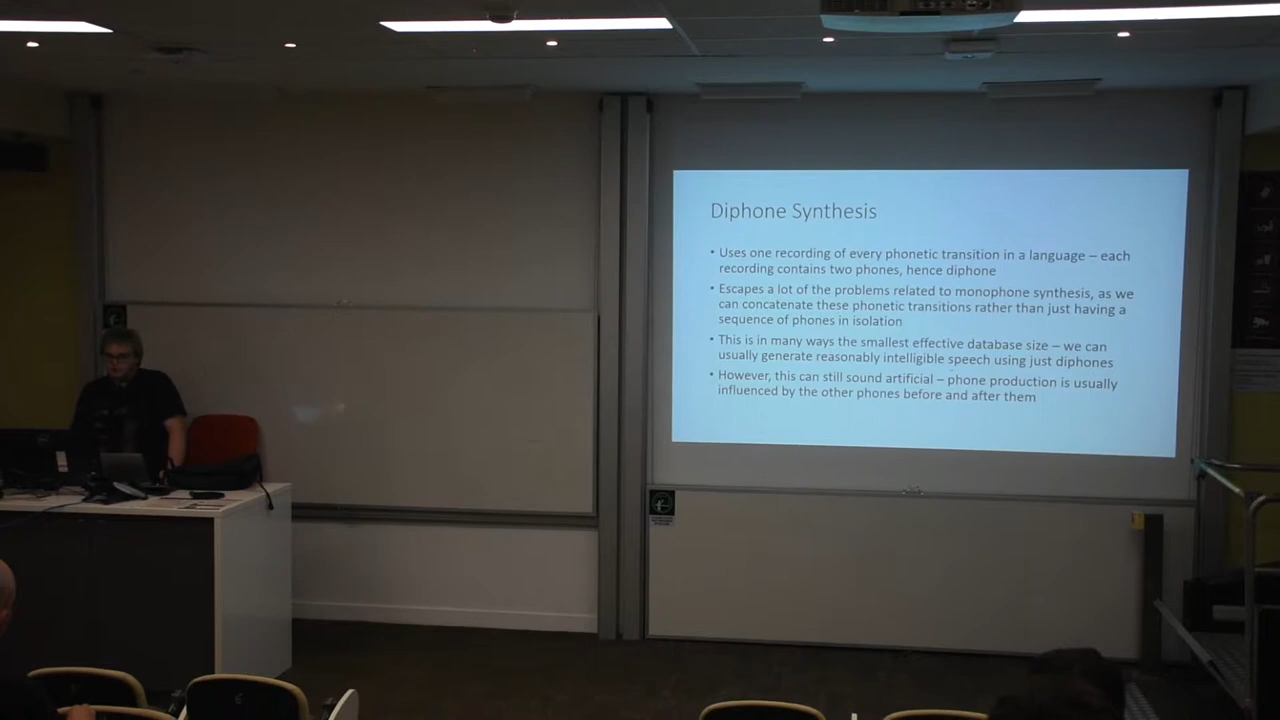 Diphone Synthesis
• Uses one recording of every phonetic transition in a language – each
recording contains two phones, hence diphone
• Escapes a lot of the problems related to monophone synthesis, as we
can concatenate these phonetic transitions rather than just having a
sequence of phones in isolation
• This is in many ways the smallest effective database size – we can
usually generate reasonably intelligible speech using just diphones
• However, this can still sound artificial – phone production is usually
influenced by the other phones before and after them